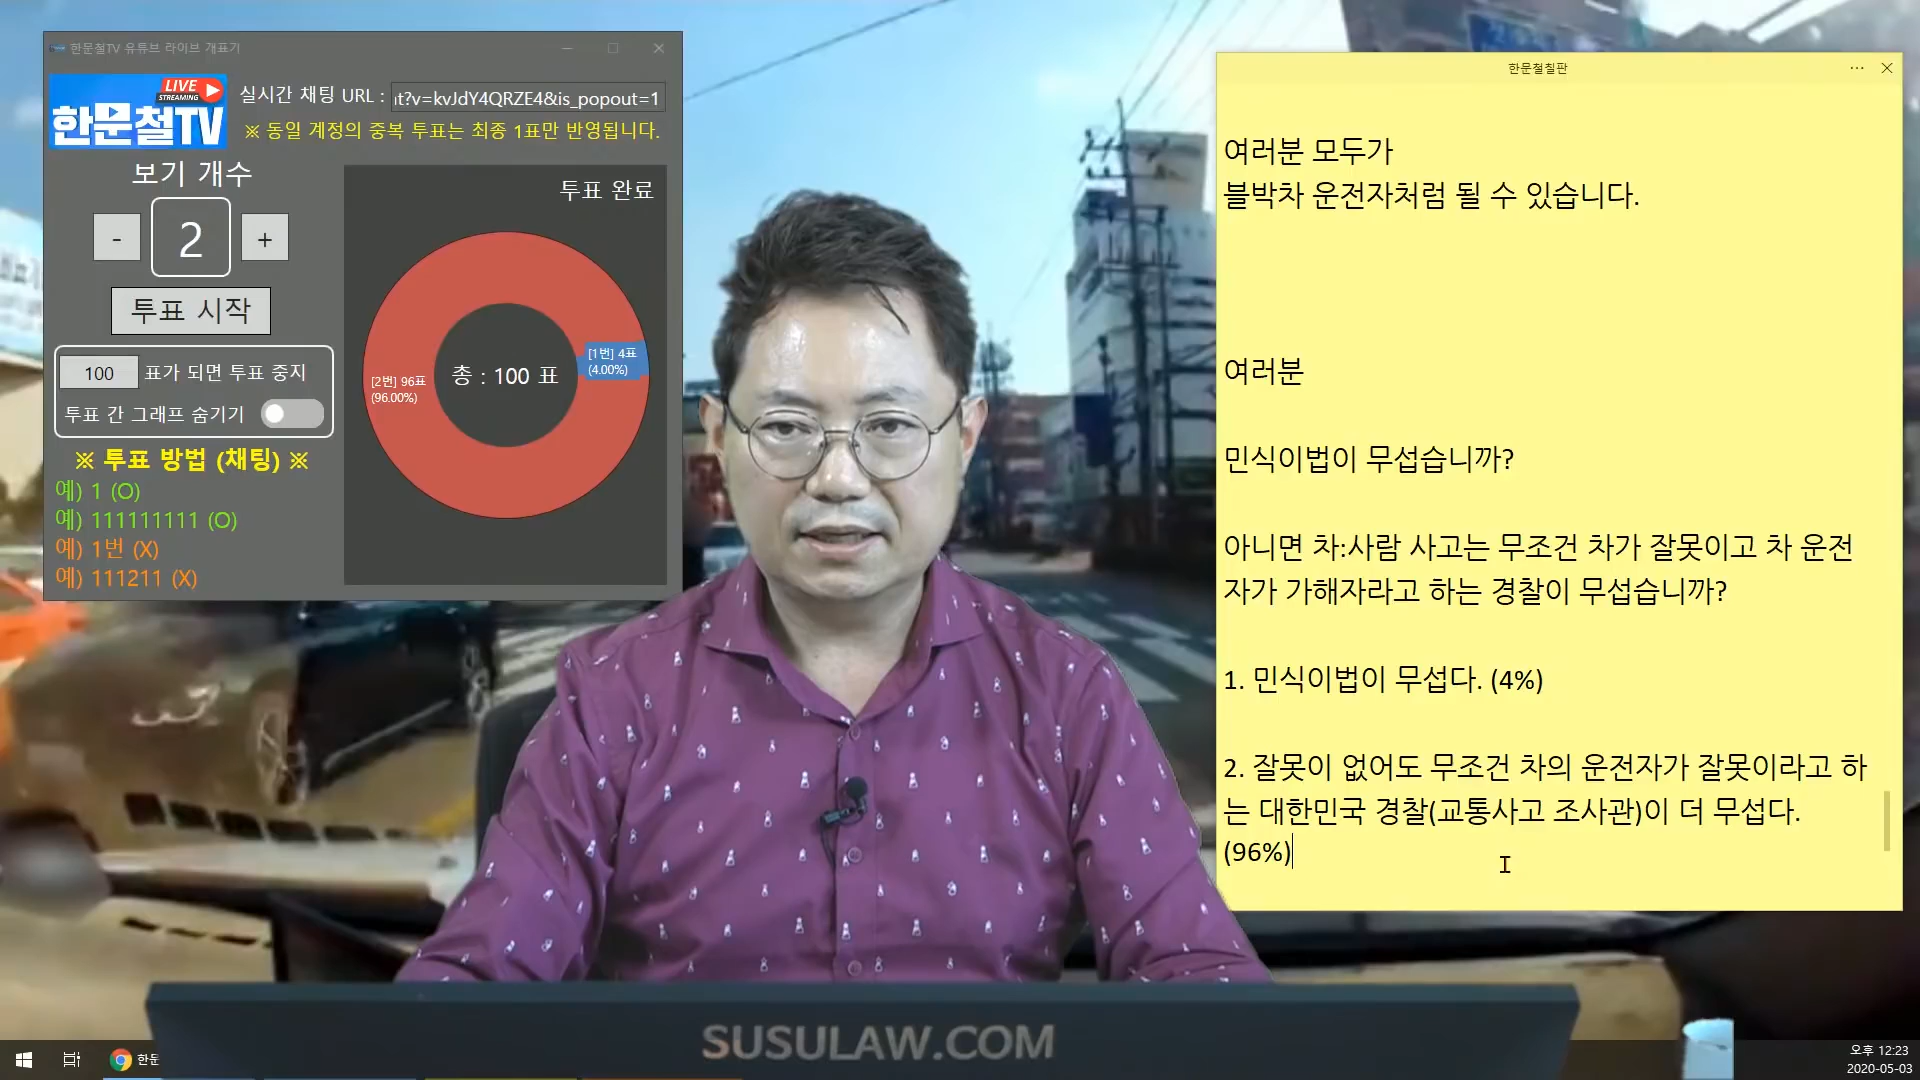 한문철TV 유튜브 라이브 개표기
LIVE
STREAMING
한문철TV
실시간 채팅 URL : ıt?v=kvJdY4QRZE4&is_popout=1
※ 동일 계정의 중복 투표는 최종 1표만 반영됩니다.
보기 개수
- 2 +
투표 시작
100 표가 되면 투표 중지
투표 간 그래프 숨기기
※ 투표 방법 (채팅) ※
예) 1 (O)
예) 111111111 (O)
예) 1번 (X)
예) 111211 (X)
투표 완료
[1번] 4표
(4.00%)
총 : 100 표
[2번] 96표
(96.00%)
한문철칠판
여러분 모두가
블박차 운전자처럼 될 수 있습니다.
여러분
민식이법이 무섭습니까?
아니면 차:사람 사고는 무조건 차가 잘못이고 차 운전
자가 가해자라고 하는 경찰이 무섭습니까?
1. 민식이법이 무섭다. (4%)
2. 잘못이 없어도 무조건 차의 운전자가 잘못이라고 하
는 대한민국 경찰(교통사고 조사관)이 더 무섭다.
(96%)
SUSULAW.COM
한문
오후 12:23
2020-05-03